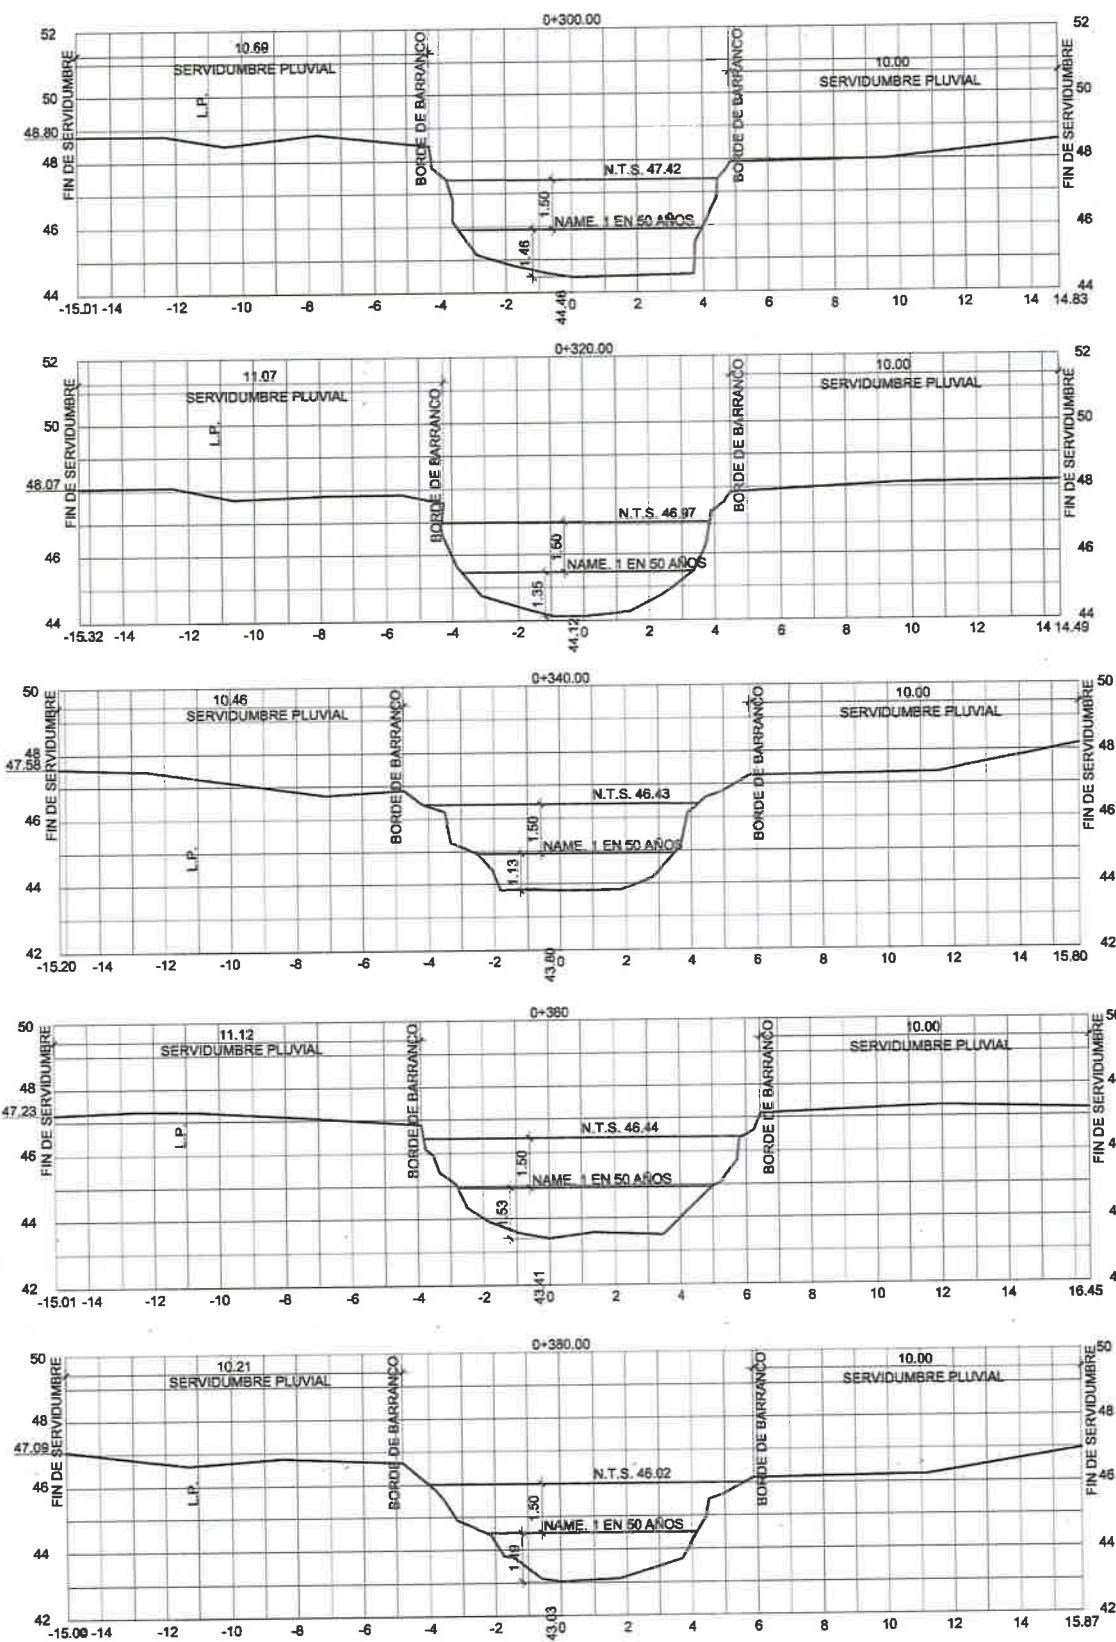 0+300.00
52
52
10.69
SERVIDUMBRE PLUVIAL
10.00
SERVIDUMBRE PLUVIAL
FIN DE SERVIDUMBRE
L.P.
BORDE DE BARRANCO
BORDE DE BARRANCO
FIN DE SERVIDUMBRE
50
50
48.80
48
48
N.T.S. 47.42
1.50
NAME. 1 EN 50 AÑOS
46
46
1.46
44
44
-15.01 -14 -12 -10 -8 -6 -4 -2 44.46 0 2 4 6 8 10 12 14 14.83
0+320.00
52
52
11.07
SERVIDUMBRE PLUVIAL
10.00
SERVIDUMBRE PLUVIAL
FIN DE SERVIDUMBRE
L.P.
BORDE DE BARRANCO
BORDE DE BARRANCO
FIN DE SERVIDUMBRE
50
50
48.07
48
N.T.S. 46.97
1.50
NAME. 1 EN 50 AÑOS
46
46
1.35
44
44
-15.32 -14 -12 -10 -8 -6 -4 -2 44.12 0 2 4 6 8 10 12 14 14.49
0+340.00
50
50
10.46
SERVIDUMBRE PLUVIAL
10.00
SERVIDUMBRE PLUVIAL
FIN DE SERVIDUMBRE
L.P.
BORDE DE BARRANCO
BORDE DE BARRANCO
FIN DE SERVIDUMBRE
48
48
47.58
N.T.S. 46.43
1.50
46
46
NAME. 1 EN 50 AÑOS
1.13
44
44
42
42
-15.20 -14 -12 -10 -8 -6 -4 -2 43.80 0 2 4 6 8 10 12 14 15.80
0+360
50
11.12
SERVIDUMBRE PLUVIAL
10.00
SERVIDUMBRE PLUVIAL
FIN DE SERVIDUMBRE
L.P.
BORDE DE BARRANCO
BORDE DE BARRANCO
FIN DE SERVIDUMBRE
48
47.23
N.T.S. 46.44
1.50
46
NAME. 1 EN 50 AÑOS
1.53
44
42
-15.01 -14 -12 -10 -8 -6 -4 -2 43.41 0 2 4 6 8 10 12 14 16.45
0+380.00
50
50
10.21
SERVIDUMBRE PLUVIAL
10.00
SERVIDUMBRE PLUVIAL
FIN DE SERVIDUMBRE
L.P.
BORDE DE BARRANCO
BORDE DE BARRANCO
FIN DE SERVIDUMBRE
48
48
47.09
46
46
N.T.S. 46.02
1.50
NAME. 1 EN 50 AÑOS
44
44
42
42
-14 -12 -10 -8 -6 -4 -2 43.03 0 2 4 6 8 10 12 14 15.87